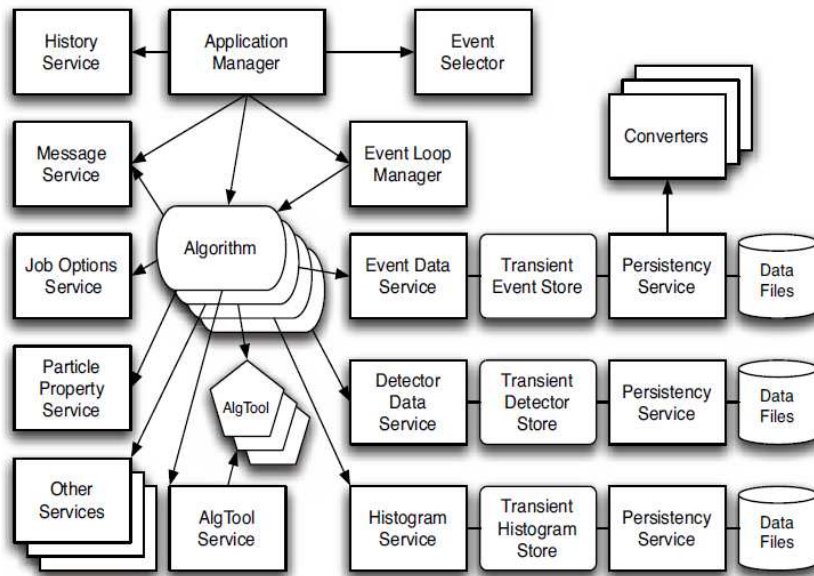 History
Service
Application
Manager
Event
Selector
Converters
Message
Service
Event Loop
Manager
Algorithm
Job Options
Service
Event Data
Service
Transient
Event Store
Persistency
Service
Data
Files
Particle
Property
Service
AlgTool
Detector
Data
Service
Transient
Detector
Store
Persistency
Service
Data
Files
Other
Services
AlgTool
Service
Histogram
Service
Transient
Histogram
Store
Persistency
Service
Data
Files